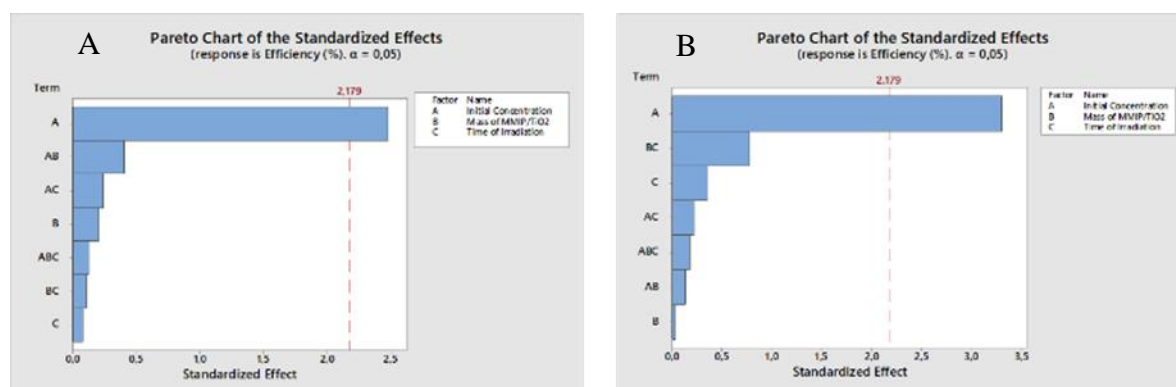 A
Pareto Chart of the Standardized Effects
(response is Efficiency (%). α = 0,05)
Term
2,179
Factor Name
A Initial Concentration
B Mass of MMIP/TiO2
C Time of Irradiation
A
AB
AC
B
ABC
BC
C
0,0 0,5 1,0 1,5 2,0 2,5
Standardized Effect
B
Pareto Chart of the Standardized Effects
(response is Efficiency (%). α = 0,05)
Term
2,179
Factor Name
A Initial Concentration
B Mass of MMIP/TiO2
C Time of Irradiation
A
BC
C
AC
ABC
AB
B
0,0 0,5 1,0 1,5 2,0 2,5 3,0 3,5
Standardized Effect